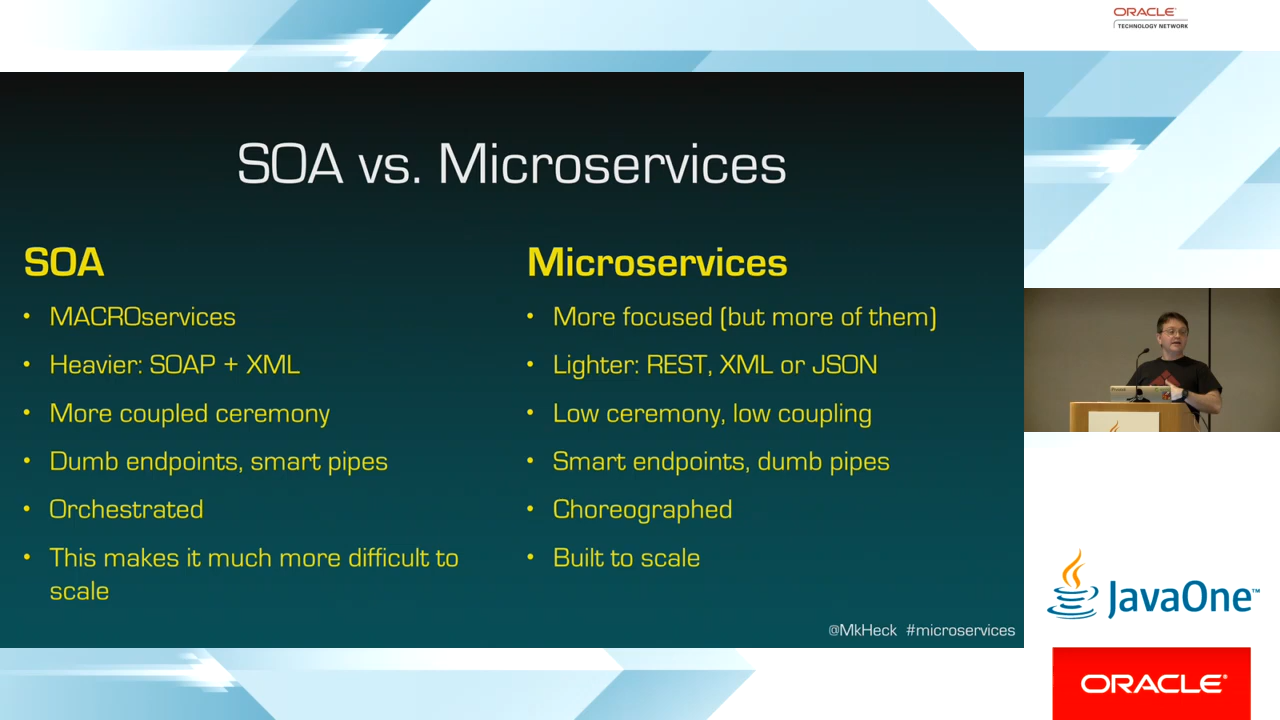 ORACLE
TECHNOLOGY NETWORK
SOA vs. Microservices
SOA
• MACROservices
• Heavier: SOAP + XML
• More coupled ceremony
• Dumb endpoints, smart pipes
• Orchestrated
• This makes it much more difficult to
scale
Microservices
• More focused (but more of them)
• Lighter: REST, XML or JSON
• Low ceremony, low coupling
• Smart endpoints, dumb pipes
• Choreographed
• Built to scale
@MkHeck #microservices
JavaOne™
ORACLE®